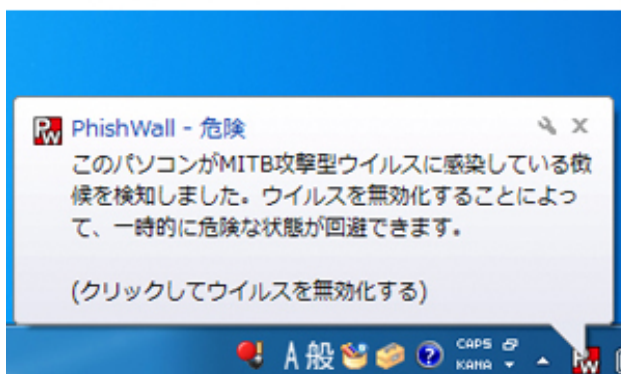 PhishWall - 危険
このパソコンがMITB攻撃型ウイルスに感染している徴
候を検知しました。ウイルスを無効化することによっ
て、一時的に危険な状態が回避できます。
(クリックしてウイルスを無効化する)
A 般 CAPS
KANA